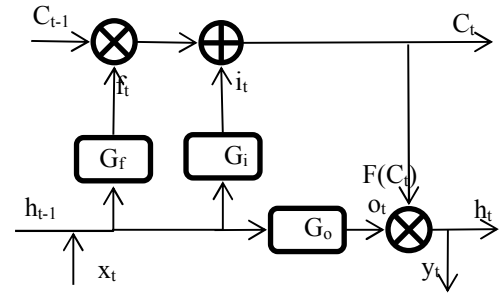 C_{t-1} C_t
f_t i_t
G_f G_i
F(C_t)
h_{t-1} o_t h_t
G_o
x_t y_t